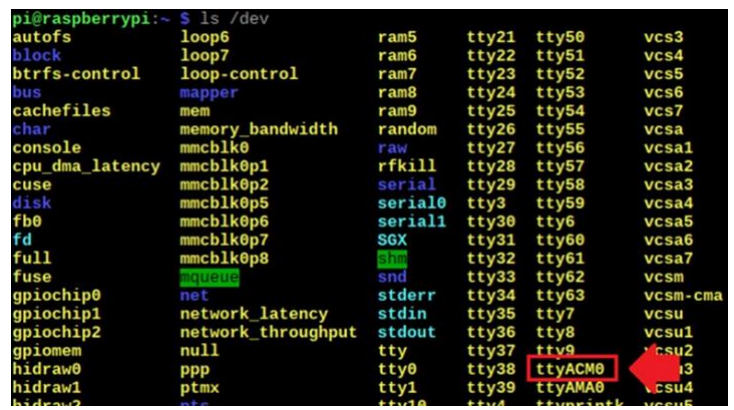 pi@raspberrypi:~ $ ls /dev
autofs loop6 ram5 tty21 tty50 vcs3
block loop7 ram6 tty22 tty51 vcs4
btrfs-control loop-control ram7 tty23 tty52 vcs5
bus mapper ram8 tty24 tty53 vcs6
cachefiles mem ram9 tty25 tty54 vcs7
char memory_bandwidth random tty26 tty55 vcsa
console mmcblk0 raw tty27 tty56 vcsa1
cpu_dma_latency mmcblk0p1 rfkill tty28 tty57 vcsa2
cuse mmcblk0p2 serial tty29 tty58 vcsa3
disk mmcblk0p5 serial0 tty3 tty59 vcsa4
fb0 mmcblk0p6 serial1 tty30 tty6 vcsa5
fd mmcblk0p7 SGX tty31 tty60 vcsa6
full mmcblk0p8 shm tty32 tty61 vcsa7
fuse mqueue snd tty33 tty62 vcsm
gpiochip0 net stderr tty34 tty63 vcsm-cma
gpiochip1 network_latency stdin tty35 tty7 vcsu
gpiochip2 network_throughput stdout tty36 tty8 vcsu1
gpiomem null tty tty37 tty9 vcsu2
hidraw0 ppp tty0 tty38 ttyACM0
hidraw1 ptmx tty1 tty39 ttyAMA0 vcsu4
hidraw2 pts tty10 tty4 ttyprintk vcsu5